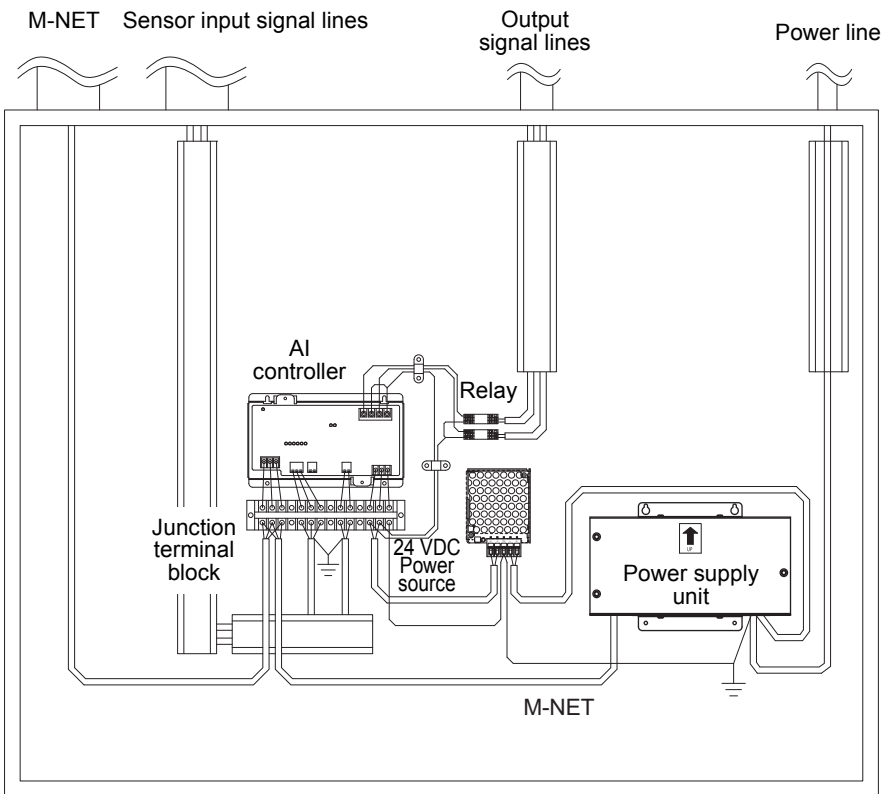 M-NET
Sensor input signal lines
Output
signal lines
Power line
AI
controller
Relay
Junction
terminal
block
24 VDC
Power
source
UP
Power supply
unit
M-NET